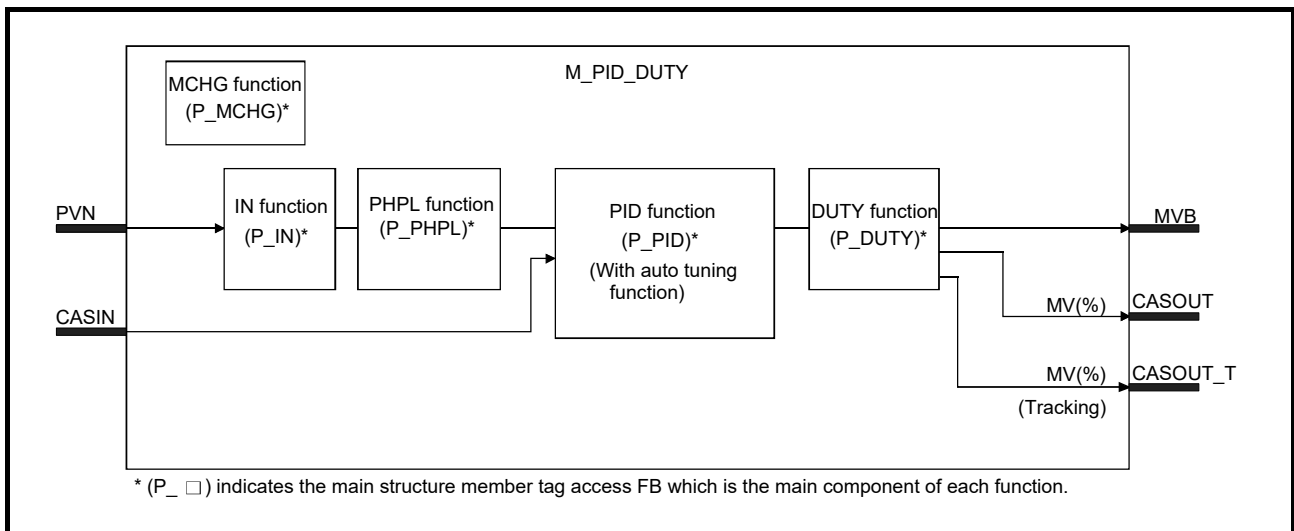 M_PID_DUTY
MCHG function
(P_MCHG)*
IN function
(P_IN)*
PHPL function
(P_PHPL)*
PID function
(P_PID)*
(With auto tuning
function)
DUTY function
(P_DUTY)*
PVN
CASIN
MVB
MV(%)
CASOUT
MV(%)
CASOUT_T
(Tracking)
* (P_ □ ) indicates the main structure member tag access FB which is the main component of each function.